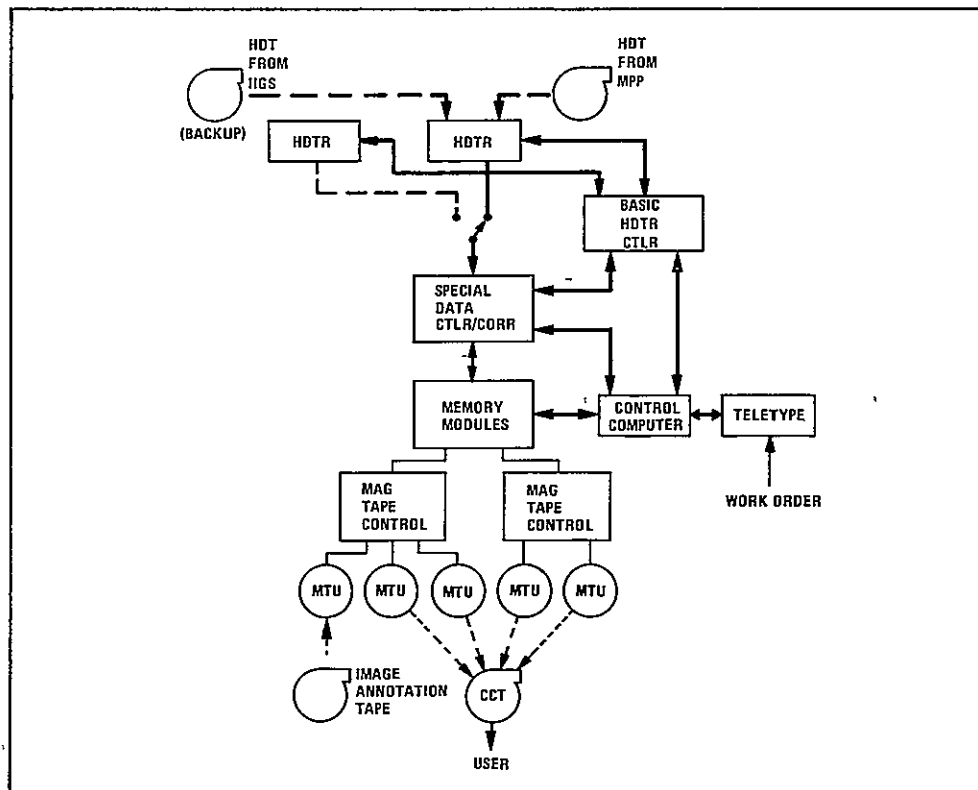 HDT
FROM
IIGS
(BACKUP)
HDT
FROM
MPP
HDTR
HDTR
BASIC
HDTR
CTLR
SPECIAL
DATA
CTLR/CORR
MEMORY
MODULES
CONTROL
COMPUTER
TELETYPE
WORK ORDER
MAG
TAPE
CONTROL
MAG
TAPE
CONTROL
MTU
MTU
MTU
MTU
MTU
IMAGE
ANNOTATION
TAPE
CCT
USER